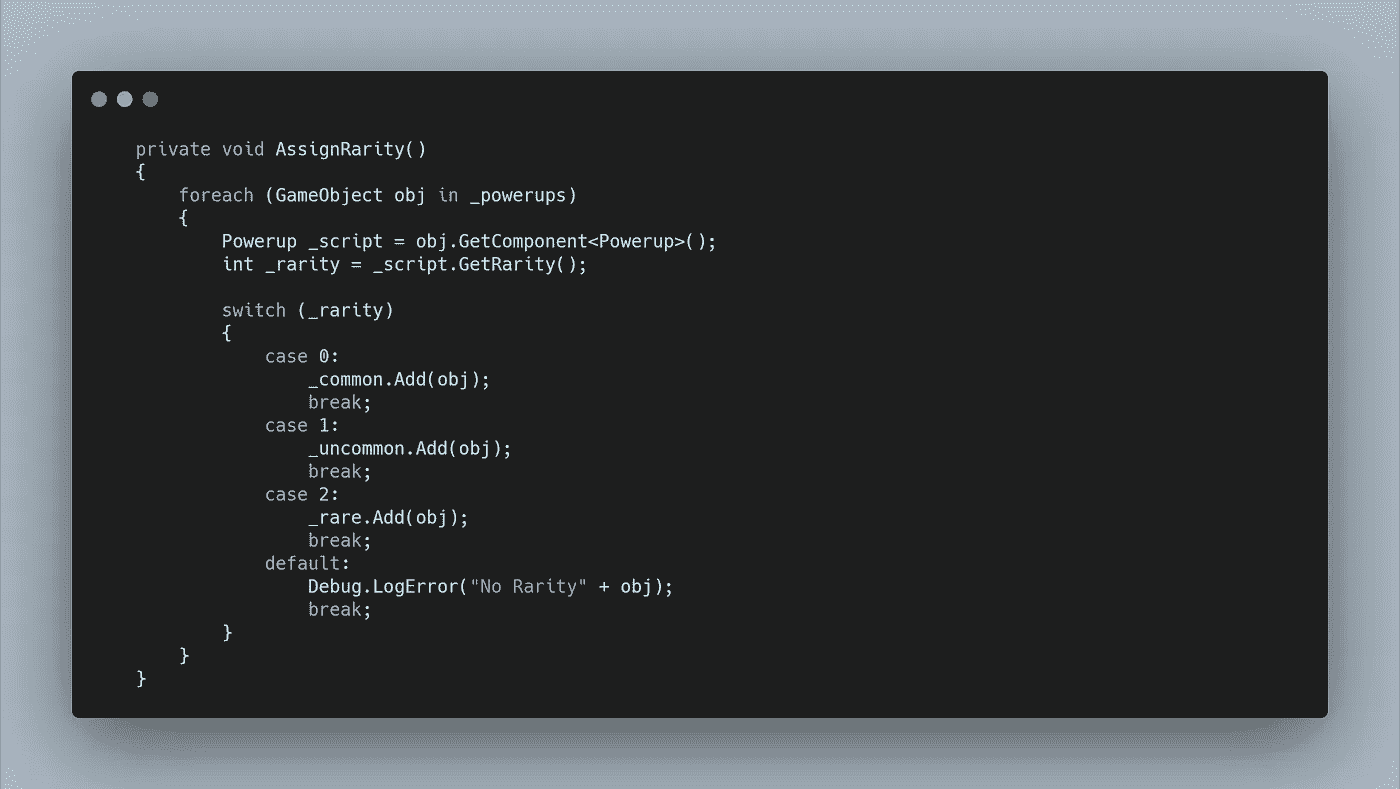 private void AssignRarity()
{
    foreach (GameObject obj in _powerups)
    {
        Powerup _script = obj.GetComponent<Powerup>();
        int _rarity = _script.GetRarity();

        switch (_rarity)
        {
            case 0:
                _common.Add(obj);
                break;
            case 1:
                _uncommon.Add(obj);
                break;
            case 2:
                _rare.Add(obj);
                break;
            default:
                Debug.LogError("No Rarity" + obj);
                break;
        }
    }
}